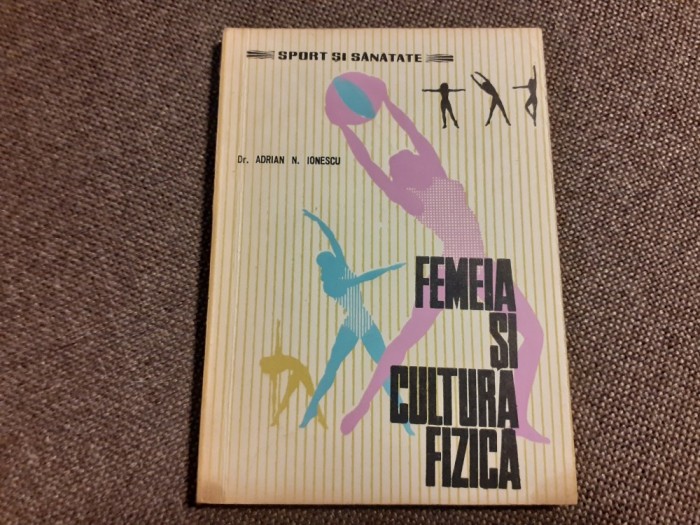 SPORT ȘI SĂNĂTATE
Dr. ADRIAN N. IONESCU
FEMEIA
ȘI
CULTURA
FIZICĂ